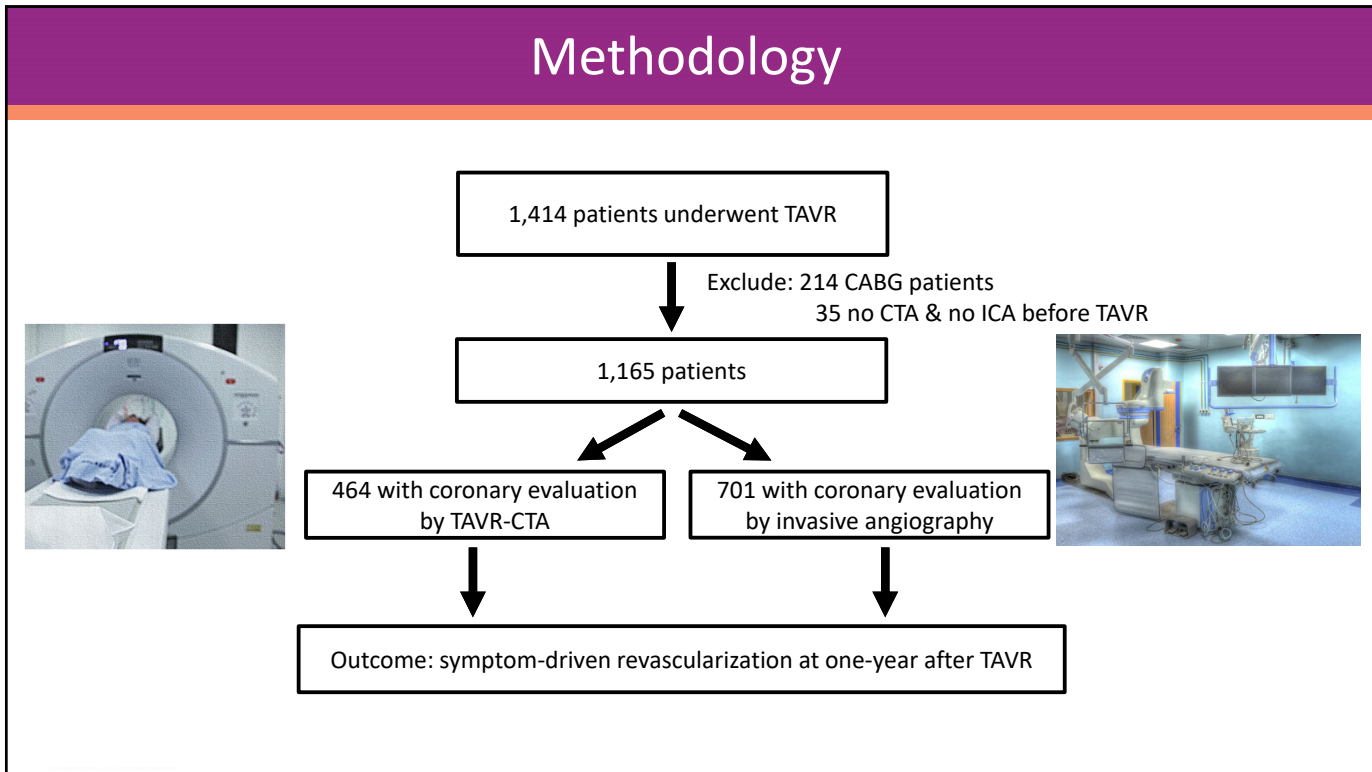 Methodology
1,414 patients underwent TAVR
Exclude: 214 CABG patients
35 no CTA & no ICA before TAVR
1,165 patients
464 with coronary evaluation
by TAVR-CTA
701 with coronary evaluation
by invasive angiography
Outcome: symptom-driven revascularization at one-year after TAVR